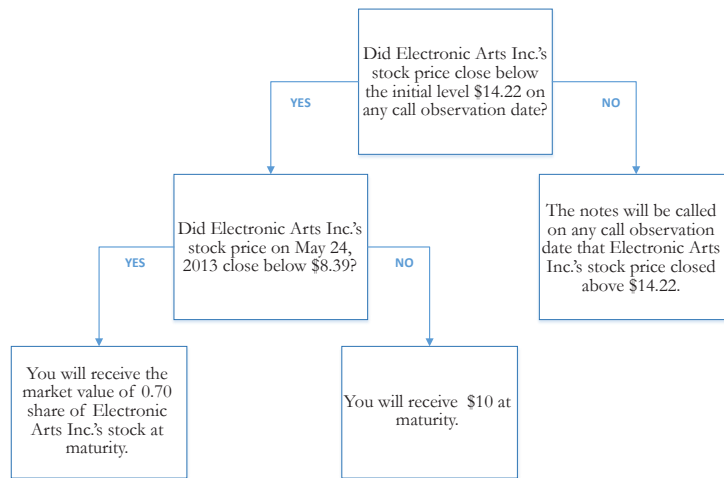 Did Electronic Arts Inc.'s
stock price close below
the initial level $14.22 on
any call observation date?
YES
NO
Did Electronic Arts Inc.'s
stock price on May 24,
2013 close below $8.39?
The notes will be called
on any call observation
date that Electronic Arts
Inc.'s stock price closed
above $14.22.
YES
NO
You will receive the
market value of 0.70
share of Electronic
Arts Inc.'s stock at
maturity.
You will receive $10 at
maturity.